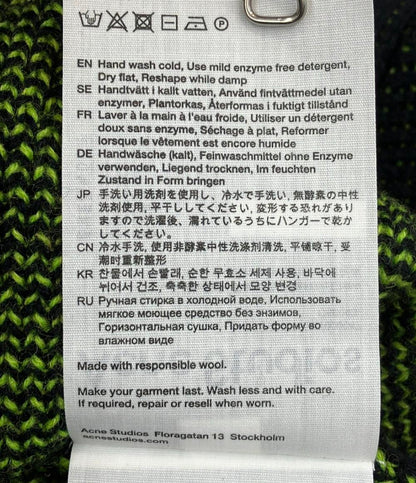 EN Hand wash cold, Use mild enzyme free detergent,
Dry flat, Reshape while damp
SE Handtvätt i kallt vatten, Använd fintvättmedel utan
enzymer, Plantorkas, Återformas i fuktigt tillstånd
FR Laver à la main à l'eau froide, Utiliser un détergent
doux sans enzyme, Séchage à plat, Reformer
lorsque le vêtement est encore humide
DE Handwäsche (kalt), Feinwaschmittel ohne Enzyme
verwenden, Liegend trocknen, Im feuchten
Zustand in Form bringen
JP 手洗い用洗剤を使用し、冷水で手洗い, 無酵素の中性
洗剤使用, 平干ししてください, 変形する恐れがあり
ますので洗濯後、濡れているうちにハンガーで乾か
してください。
CN 冷水手洗, 使用非酵素中性洗涤剂清洗, 平铺晾干, 受
潮时重新整形
KR 찬물에서 손빨래, 순한 무효소 세제 사용, 바닥에
뉘어서 건조, 축축한 상태에서 모양 변경
RU Ручная стирка в холодной воде, Использовать
мягкое моющее средство без энзимов,
Горизонтальная сушка, Придать форму во
влажном виде
Made with responsible wool.
Make your garment last. Wash less and with care.
If required, repair or resell when worn.
Acne Studios Floragatan 13 Stockholm
acnestudios.com